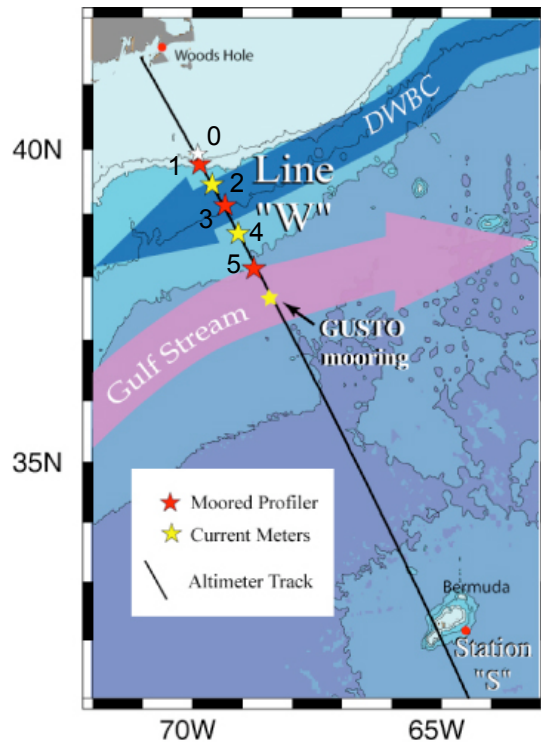 Woods Hole
DWBC
40N
0
1
Line
2
"W"
3
4
5
GUSTO
mooring
Gulf Stream
35N
Moored Profiler
Current Meters
Altimeter Track
Bermuda
Station
"S"
70W
65W